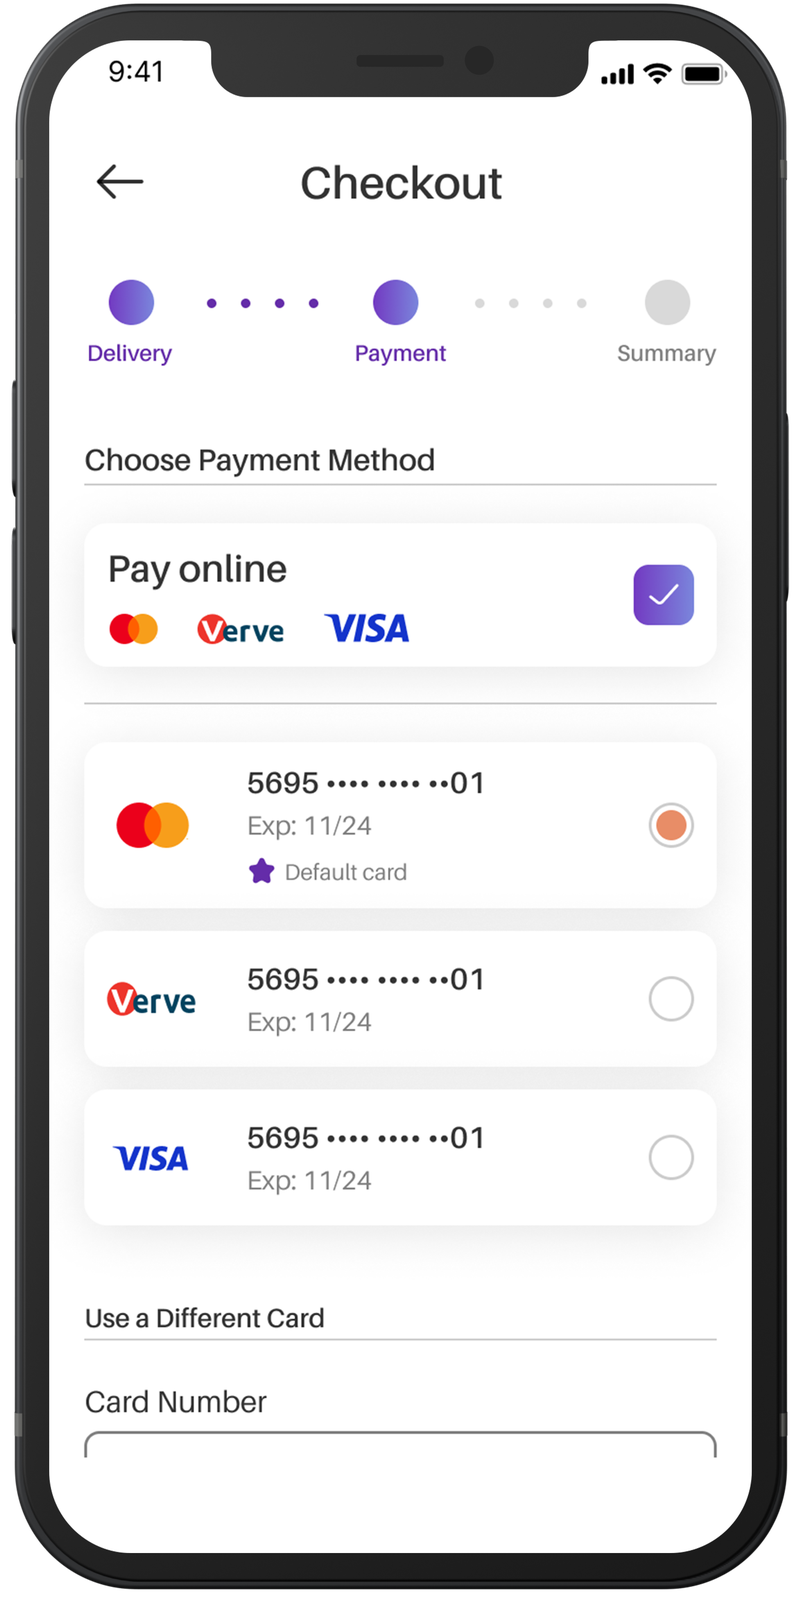 9:41
Checkout
Delivery
Payment
Summary
Choose Payment Method
Pay online
Verve VISA
5695 •••• •••• ••01
Exp: 11/24
Default card
Verve
5695 •••• •••• ••01
Exp: 11/24
VISA
5695 •••• •••• ••01
Exp: 11/24
Use a Different Card
Card Number